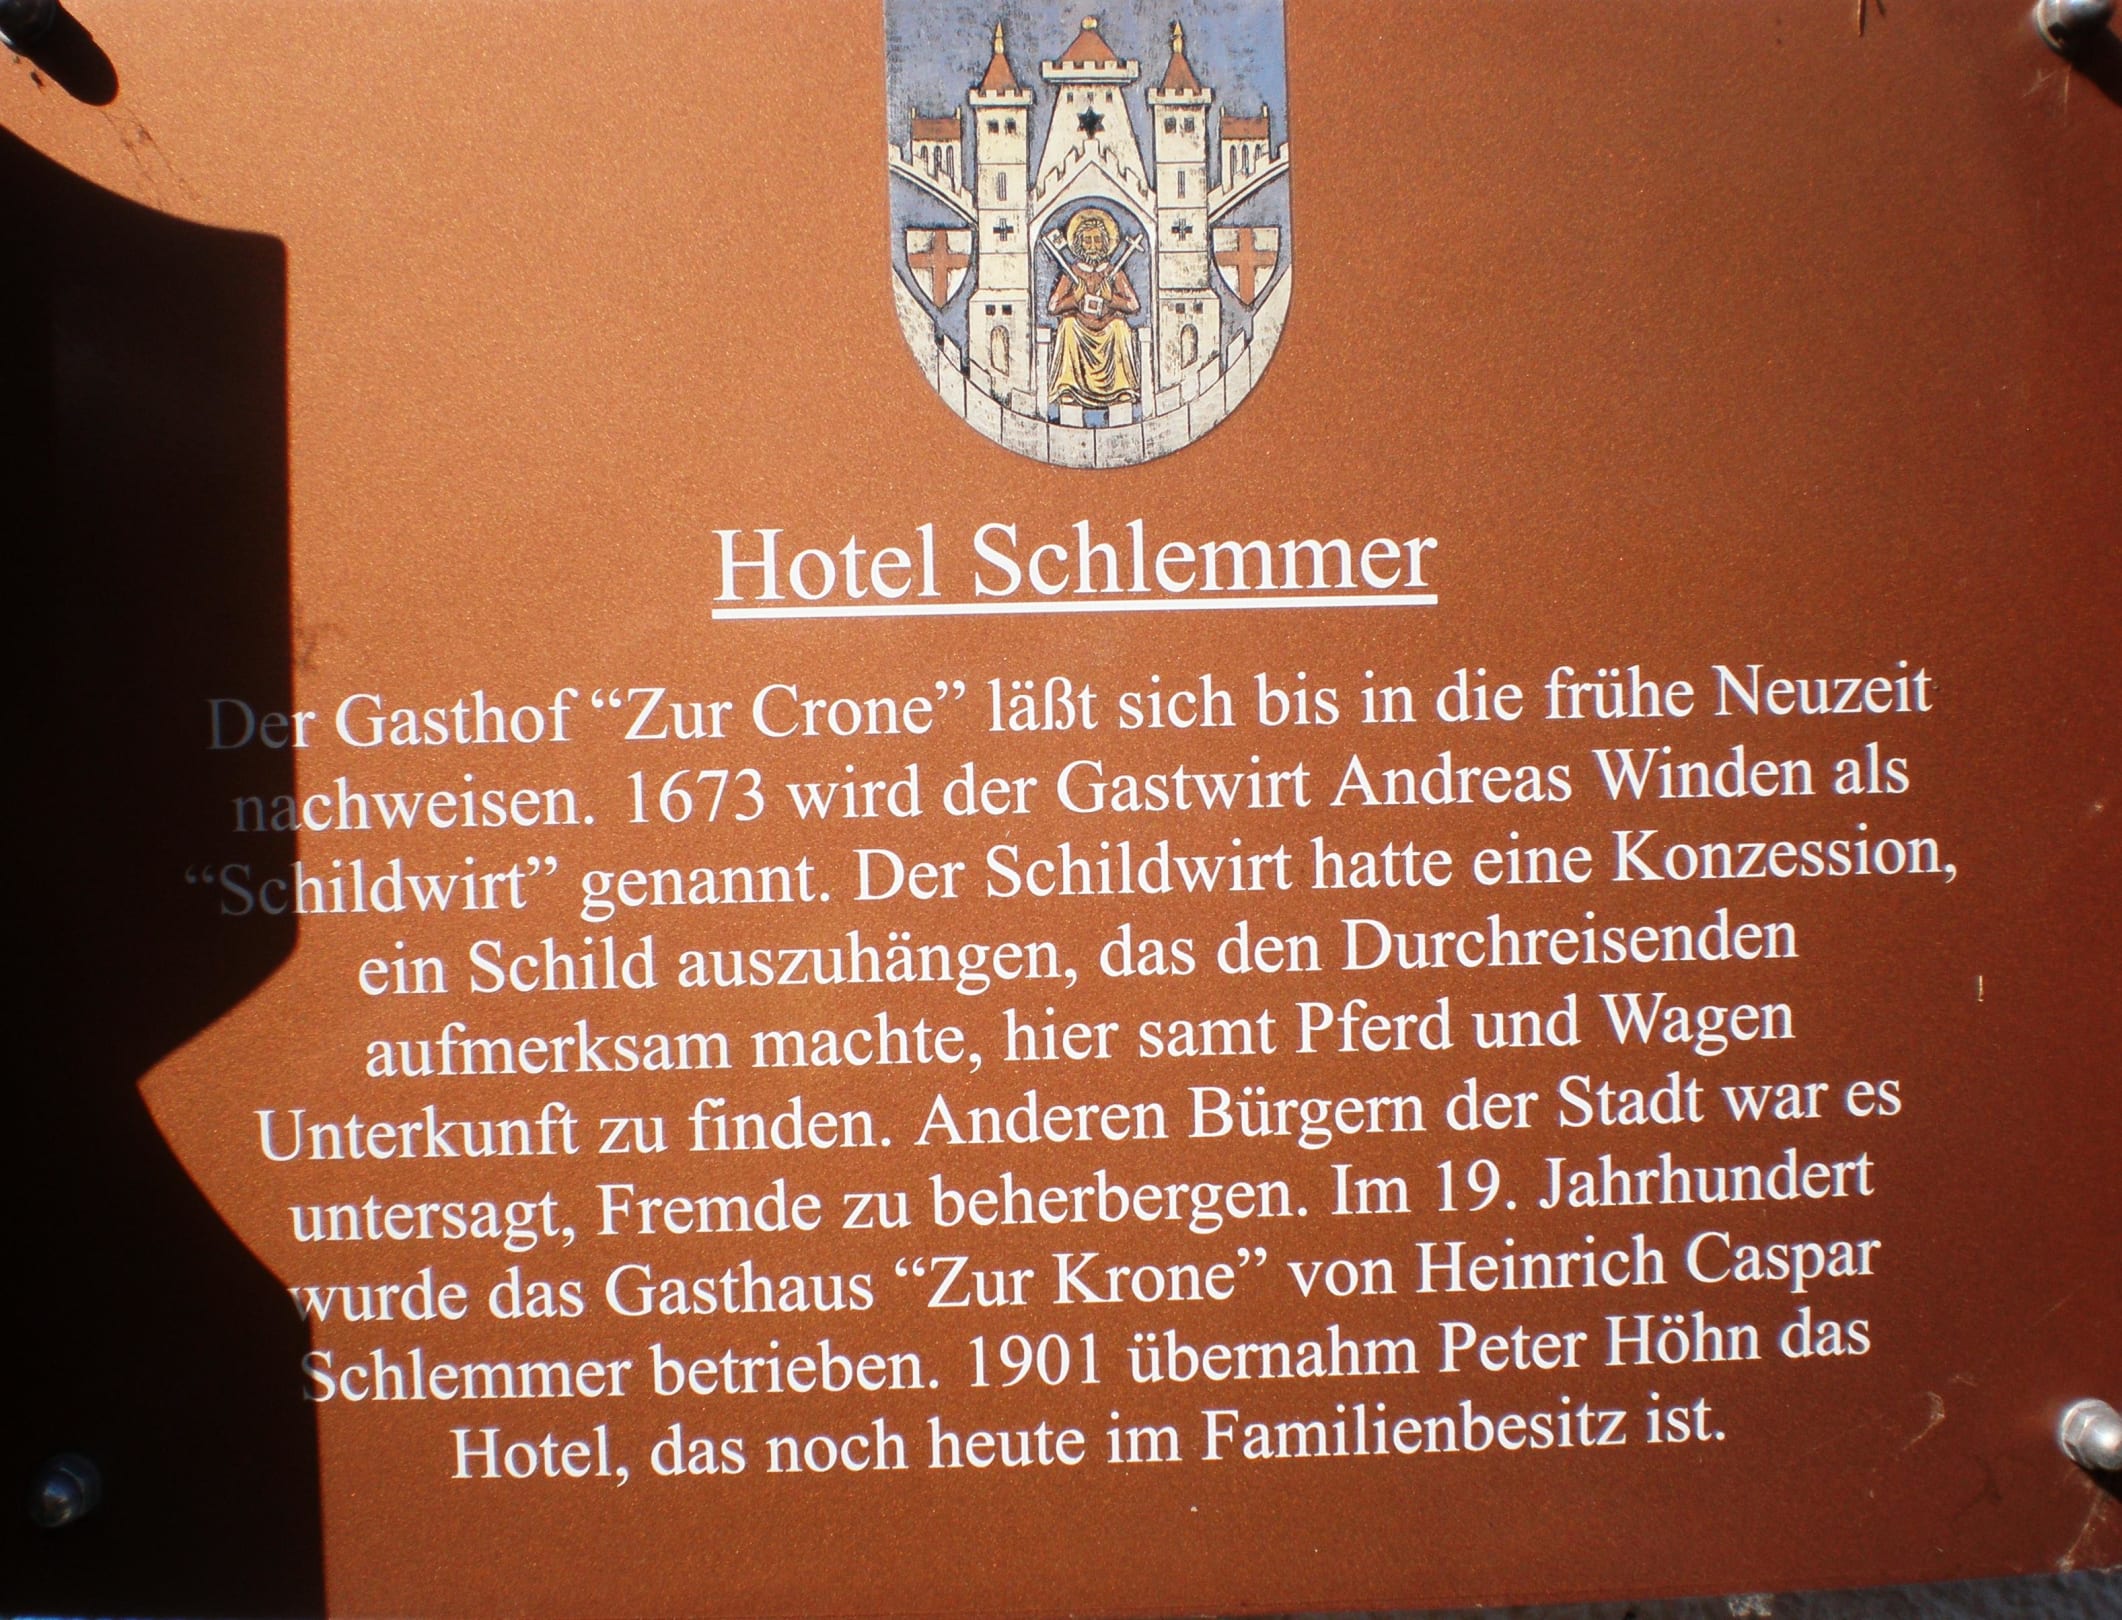 Hotel Schlemmer
Der Gasthof “Zur Crone” läßt sich bis in die frühe Neuzeit
nachweisen. 1673 wird der Gastwirt Andreas Winden als
“Schildwirt” genannt. Der Schildwirt hatte eine Konzession,
ein Schild auszuhängen, das den Durchreisenden
aufmerksam machte, hier samt Pferd und Wagen
Unterkunft zu finden. Anderen Bürgern der Stadt war es
untersagt, Fremde zu beherbergen. Im 19. Jahrhundert
wurde das Gasthaus “Zur Krone” von Heinrich Caspar
Schlemmer betrieben. 1901 übernahm Peter Höhn das
Hotel, das noch heute im Familienbesitz ist.